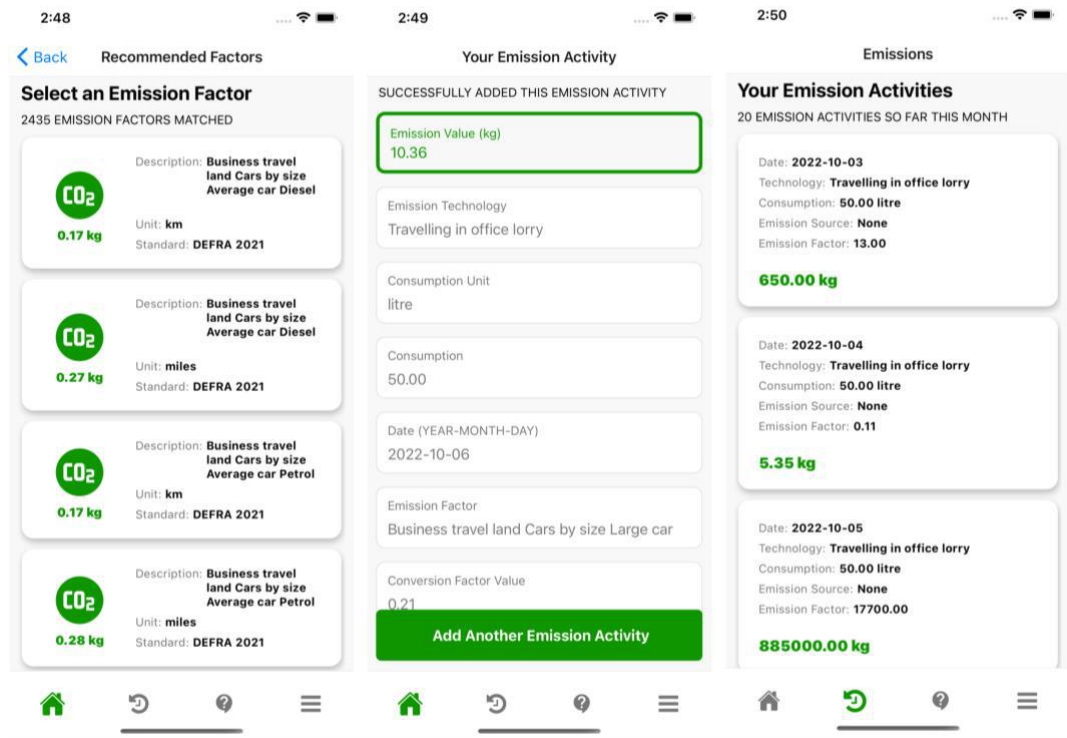 2:48
Back
Recommended Factors
Select an Emission Factor
2435 EMISSION FACTORS MATCHED
CO2
0.17 kg
Description: Business travel
land Cars by size
Average car Diesel
Unit: km
Standard: DEFRA 2021
CO2
0.27 kg
Description: Business travel
land Cars by size
Average car Diesel
Unit: miles
Standard: DEFRA 2021
CO2
0.17 kg
Description: Business travel
land Cars by size
Average car Petrol
Unit: km
Standard: DEFRA 2021
CO2
0.28 kg
Description: Business travel
land Cars by size
Average car Petrol
Unit: miles
Standard: DEFRA 2021
2:49
Your Emission Activity
SUCCESSFULLY ADDED THIS EMISSION ACTIVITY
Emission Value (kg)
10.36
Emission Technology
Travelling in office lorry
Consumption Unit
litre
Consumption
50.00
Date (YEAR-MONTH-DAY)
2022-10-06
Emission Factor
Business travel land Cars by size Large car
Conversion Factor Value
0.21
Add Another Emission Activity
2:50
Emissions
Your Emission Activities
20 EMISSION ACTIVITIES SO FAR THIS MONTH
Date: 2022-10-03
Technology: Travelling in office lorry
Consumption: 50.00 litre
Emission Source: None
Emission Factor: 13.00
650.00 kg
Date: 2022-10-04
Technology: Travelling in office lorry
Consumption: 50.00 litre
Emission Source: None
Emission Factor: 0.11
5.35 kg
Date: 2022-10-05
Technology: Travelling in office lorry
Consumption: 50.00 litre
Emission Source: None
Emission Factor: 17700.00
885000.00 kg